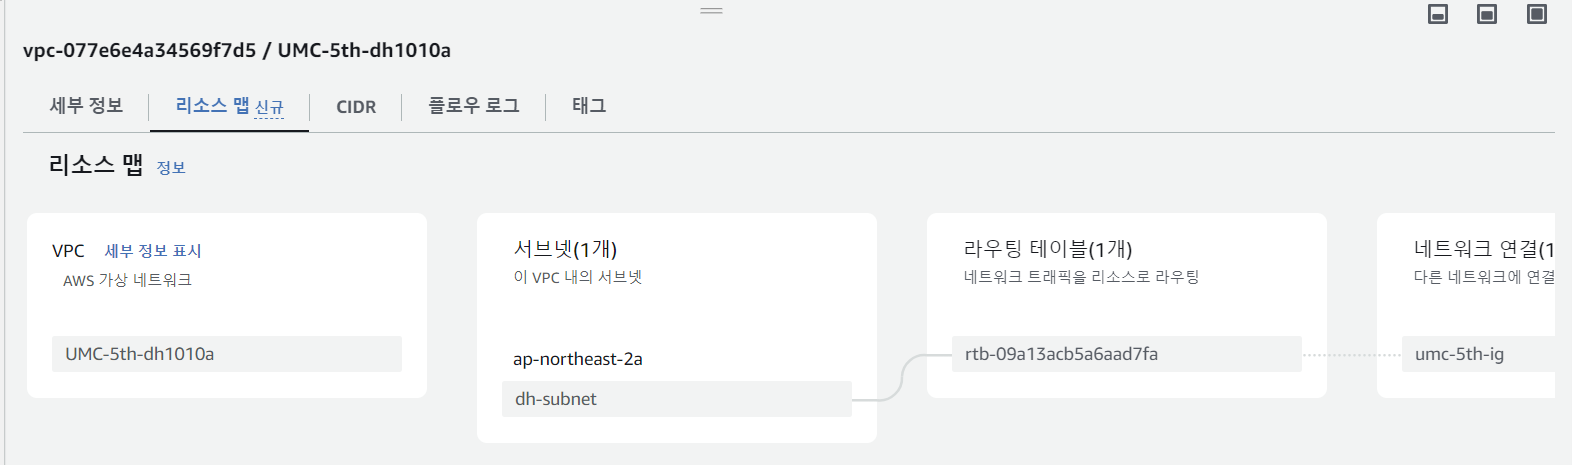 vpc-077e6e4a34569f7d5 / UMC-5th-dh1010a
세부 정보 리소스 맵 신규 CIDR 플로우 로그 태그
리소스 맵 정보
VPC 세부 정보 표시
AWS 가상 네트워크
UMC-5th-dh1010a
서브넷(1개)
이 VPC 내의 서브넷
ap-northeast-2a
dh-subnet
라우팅 테이블(1개)
네트워크 트래픽을 리소스로 라우팅
rtb-09a13acb5a6aad7fa
네트워크 연결(1
다른 네트워크에 연결
umc-5th-ig